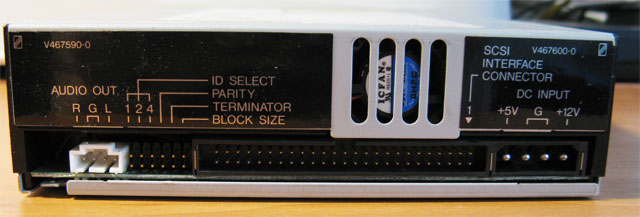 V467590-0
AUDIO OUT
R G L 1 2 4
ID SELECT
PARITY
TERMINATOR
BLOCK SIZE
ICFAN
V467600-0
SCSI
INTERFACE
CONNECTOR
DC INPUT
1 +5V G +12V